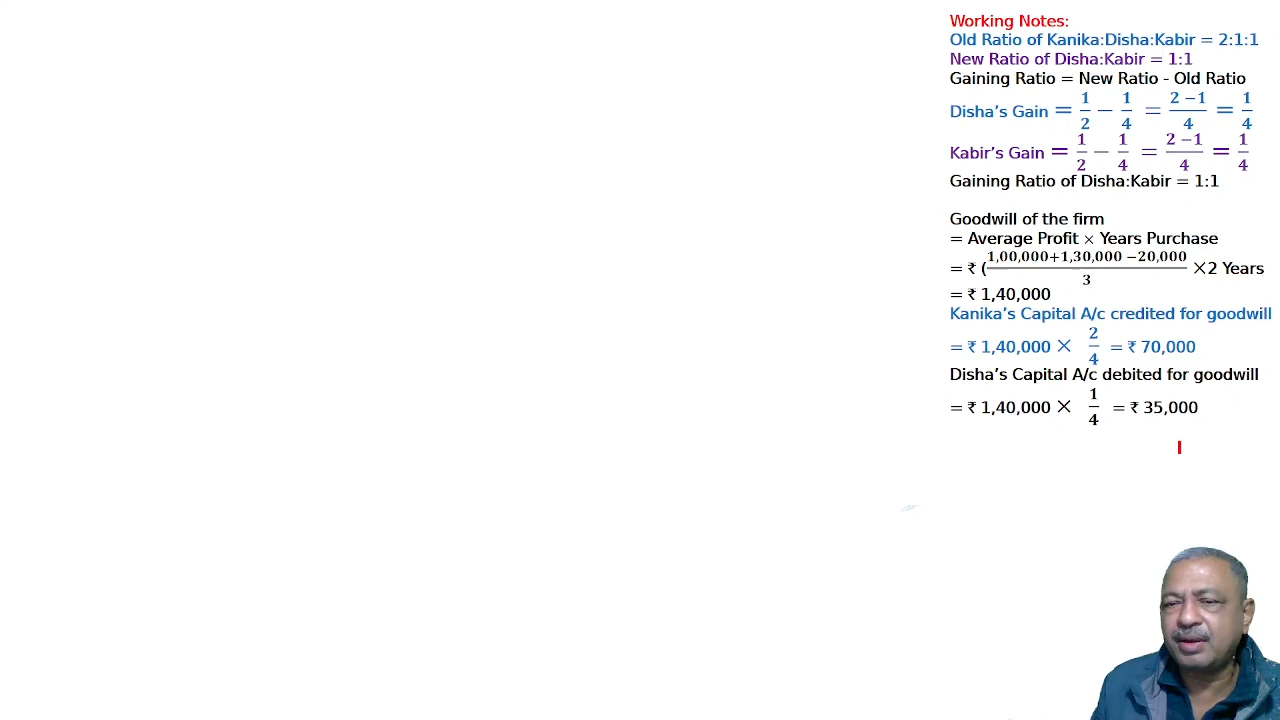 Working Notes:
Old Ratio of Kanika:Disha:Kabir = 2:1:1
New Ratio of Disha:Kabir = 1:1
Gaining Ratio = New Ratio - Old Ratio
Disha’s Gain = 1/2 − 1/4 = 2 −1/4 = 1/4
Kabir’s Gain = 1/2 − 1/4 = 2 −1/4 = 1/4
Gaining Ratio of Disha:Kabir = 1:1
Goodwill of the firm
= Average Profit × Years Purchase
= ₹ (1,00,000+1,30,000 −20,000/3 ×2 Years
= ₹ 1,40,000
Kanika’s Capital A/c credited for goodwill
= ₹ 1,40,000 × 2/4 = ₹ 70,000
Disha’s Capital A/c debited for goodwill
= ₹ 1,40,000 × 1/4 = ₹ 35,000